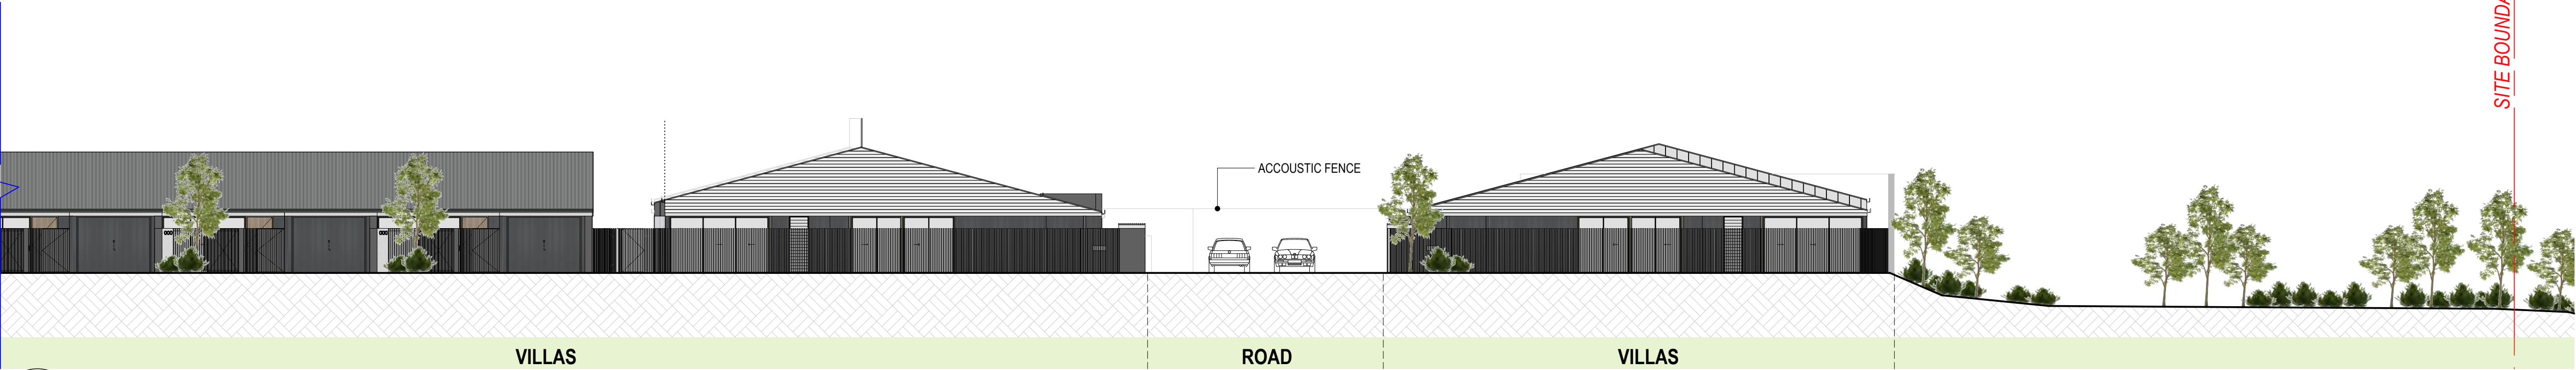 SITE BOUNDA
ACCOUSTIC FENCE
VILLAS
ROAD
VILLAS